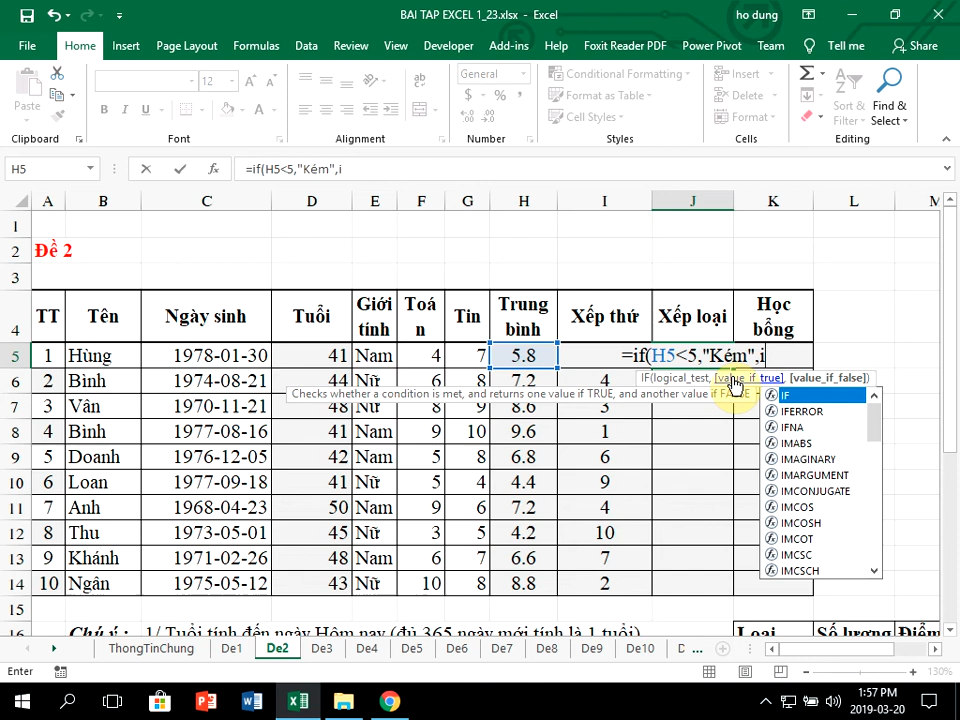 BAI TAP EXCEL 1_23.xlsx - Excel
ho dung
File Home Insert Page Layout Formulas Data Review View Developer Add-ins Help Foxit Reader PDF Power Pivot Team Tell me Share
Paste
12
General
Conditional Formatting
Format as Table
Cell Styles
Insert
Delete
Format
Sort & Filter
Find & Select
Clipboard Font Alignment Number Styles Cells Editing
H5 =if(H5<5,"Kém",i
A B C D E F G H I J K L M
1
2 Đề 2
3
4 TT Tên Ngày sinh Tuổi Giới tính Toán Tin Trung bình Xếp thứ Xếp loại Học bổng
5 1 Hùng 1978-01-30 41 Nam 4 7 5.8 =if(H5<5,"Kém",i
IF(logical_test, [value_if_true], [value_if_false])
6 2 Bình 1974-08-21 44 Nữ 6 8 7.2 4
Checks whether a condition is met, and returns one value if TRUE, and another value if FALSE
7 3 Vân 1970-11-21 48 Nữ 8 9 8.6 3
8 4 Bình 1977-08-16 41 Nam 9 10 9.6 1
9 5 Doanh 1976-12-05 42 Nam 5 8 6.8 6
10 6 Loan 1977-09-18 41 Nữ 5 4 4.4 9
11 7 Anh 1968-04-23 50 Nam 9 6 7.2 4
12 8 Thu 1973-05-01 45 Nữ 3 5 4.2 10
13 9 Khánh 1971-02-26 48 Nam 6 7 6.6 7
14 10 Ngân 1975-05-12 43 Nữ 10 8 8.8 2
IF
IFERROR
IFNA
IMABS
IMAGINARY
IMARGUMENT
IMCONJUGATE
IMCOS
IMCOSH
IMCOT
IMCSC
IMCSCH
15
16 Chú ý : 1/ Tuổi tính đến ngày Hôm nay (đủ 365 ngày mới tính là 1 tuổi) Loại Số lượng Điểm
ThongTinChung De1 De2 De3 De4 De5 De6 De7 De8 De9 De10 D ...
Enter 130%
1:57 PM
2019-03-20